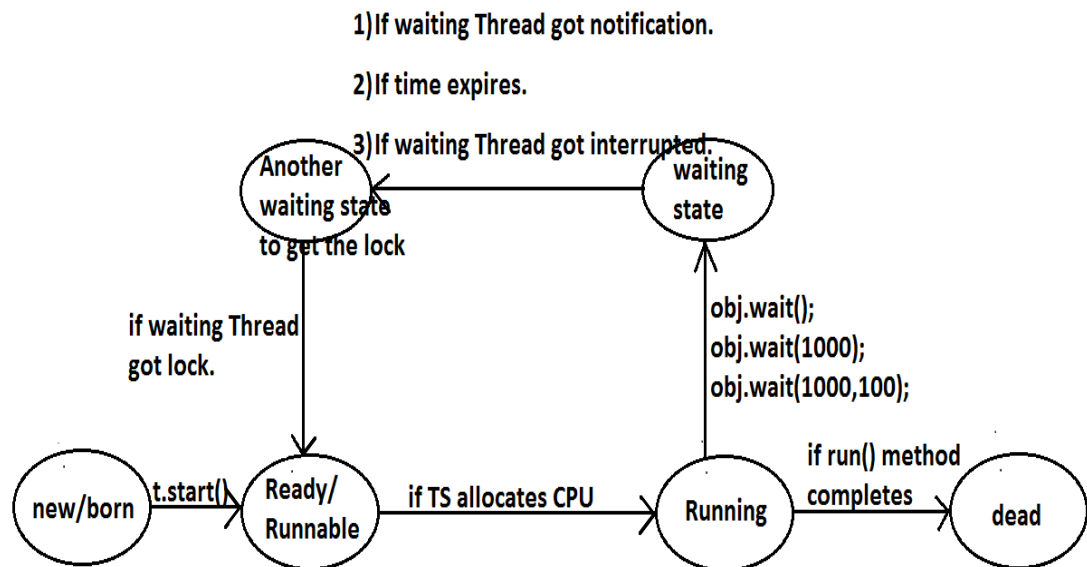 1)If waiting Thread got notification.
2)If time expires.
3)If waiting Thread got interrupted.
Another
waiting state
to get the lock
waiting
state
if waiting Thread
got lock.
obj.wait();
obj.wait(1000);
obj.wait(1000,100);
new/born
t.start()
Ready/
Runnable
if TS allocates CPU
Running
if run() method
completes
dead